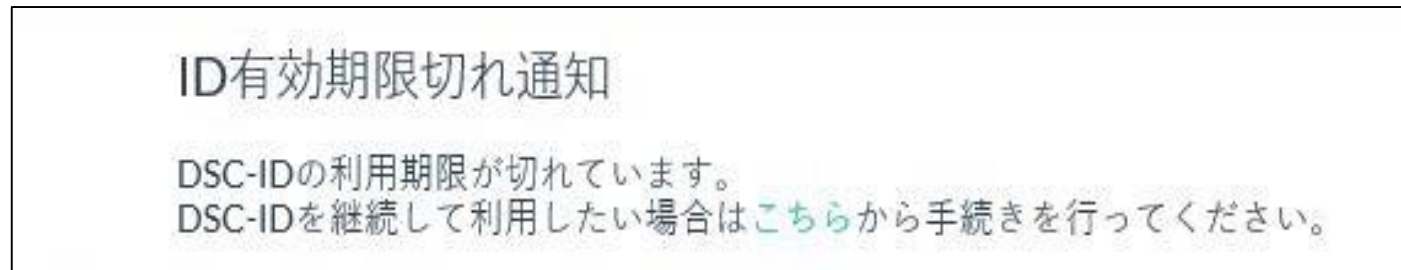 ID有効期限切れ通知
DSC-IDの利用期限が切れています。
DSC-IDを継続して利用したい場合はこちらから手続きを行ってください。